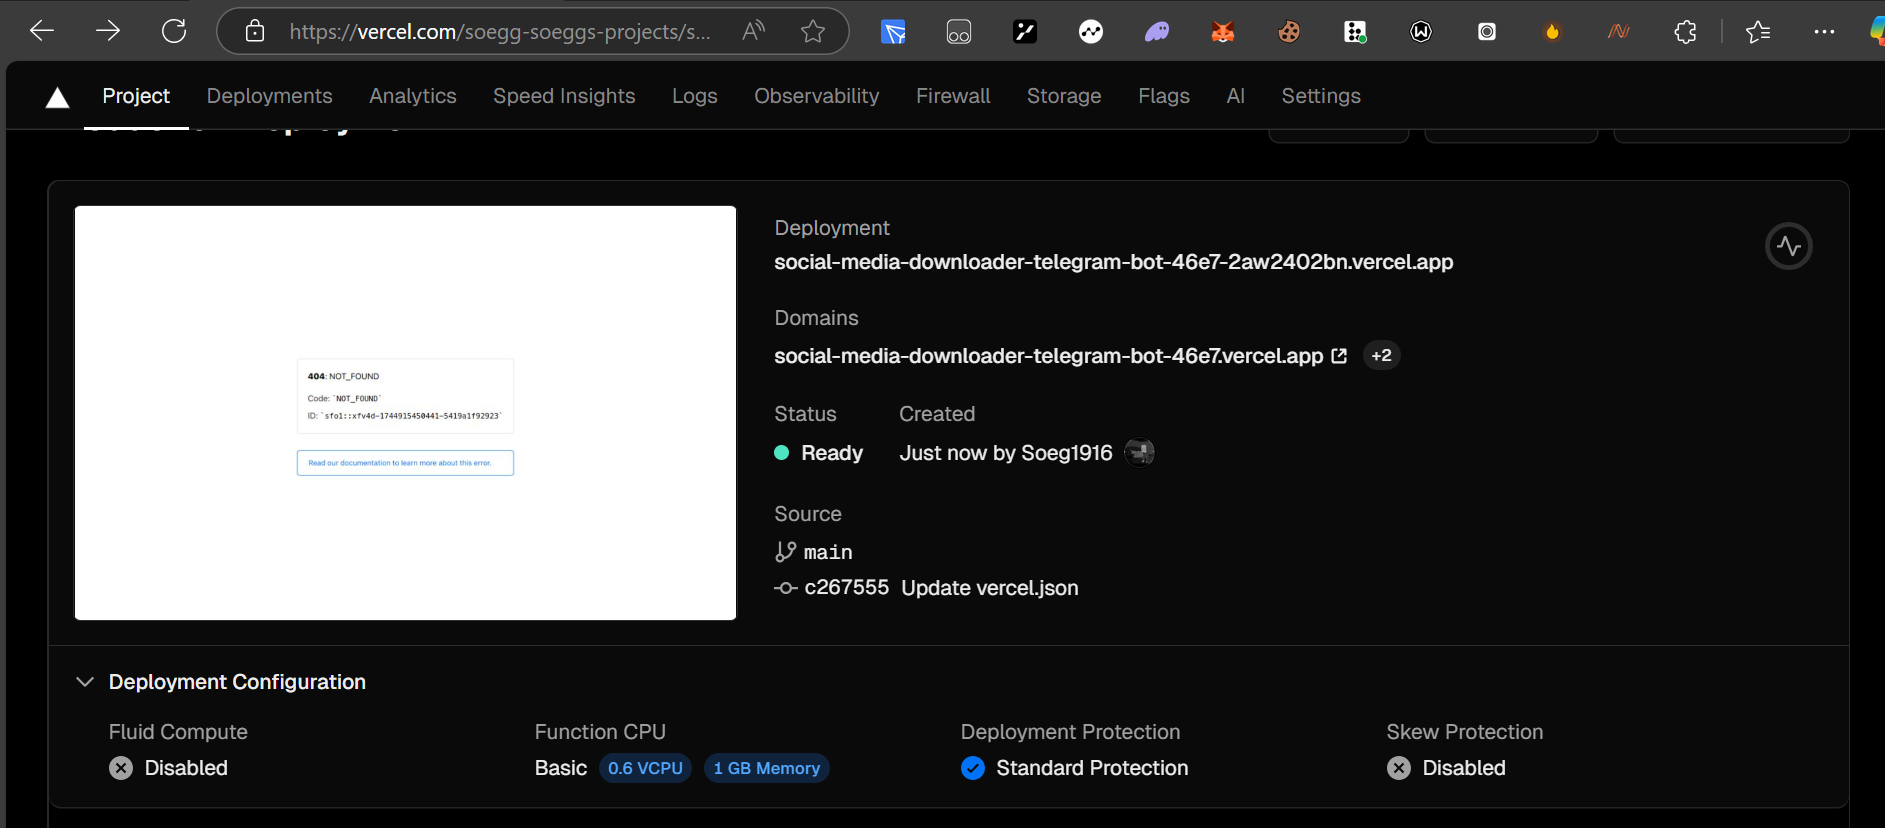 https://vercel.com/soegg-soeggs-projects/s...
Project Deployments Analytics Speed Insights Logs Observability Firewall Storage Flags AI Settings
404: NOT_FOUND
Code: `NOT_FOUND`
ID: `sfo1::xfv4d-1744915450441-5419a1f92923`
Read our documentation to learn more about this error.
Deployment
social-media-downloader-telegram-bot-46e7-2aw2402bn.vercel.app
Domains
social-media-downloader-telegram-bot-46e7.vercel.app +2
Status Created
Ready Just now by Soeg1916
Source
main
c267555 Update vercel.json
Deployment Configuration
Fluid Compute Function CPU Deployment Protection Skew Protection
Disabled Basic 0.6 VCPU 1 GB Memory Standard Protection Disabled